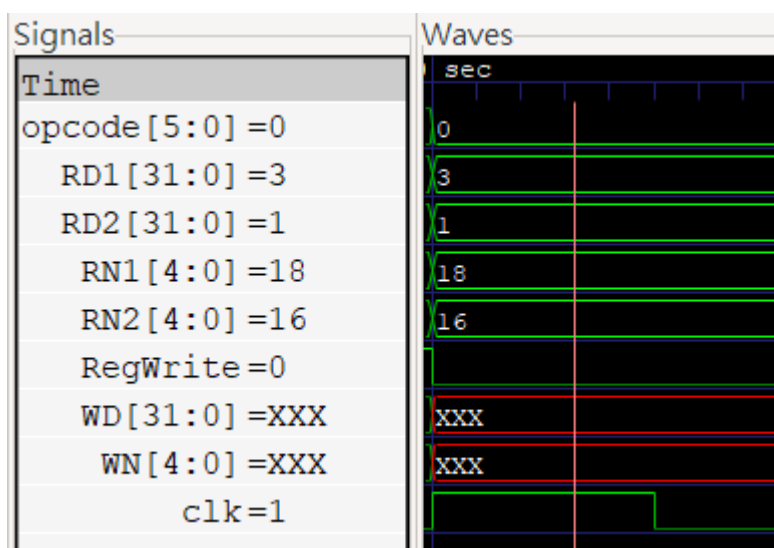 Signals Waves
Time sec
opcode[5:0]=0 0
RD1[31:0]=3 3
RD2[31:0]=1 1
RN1[4:0]=18 18
RN2[4:0]=16 16
RegWrite=0
WD[31:0]=XXX XXX
WN[4:0]=XXX XXX
clk=1